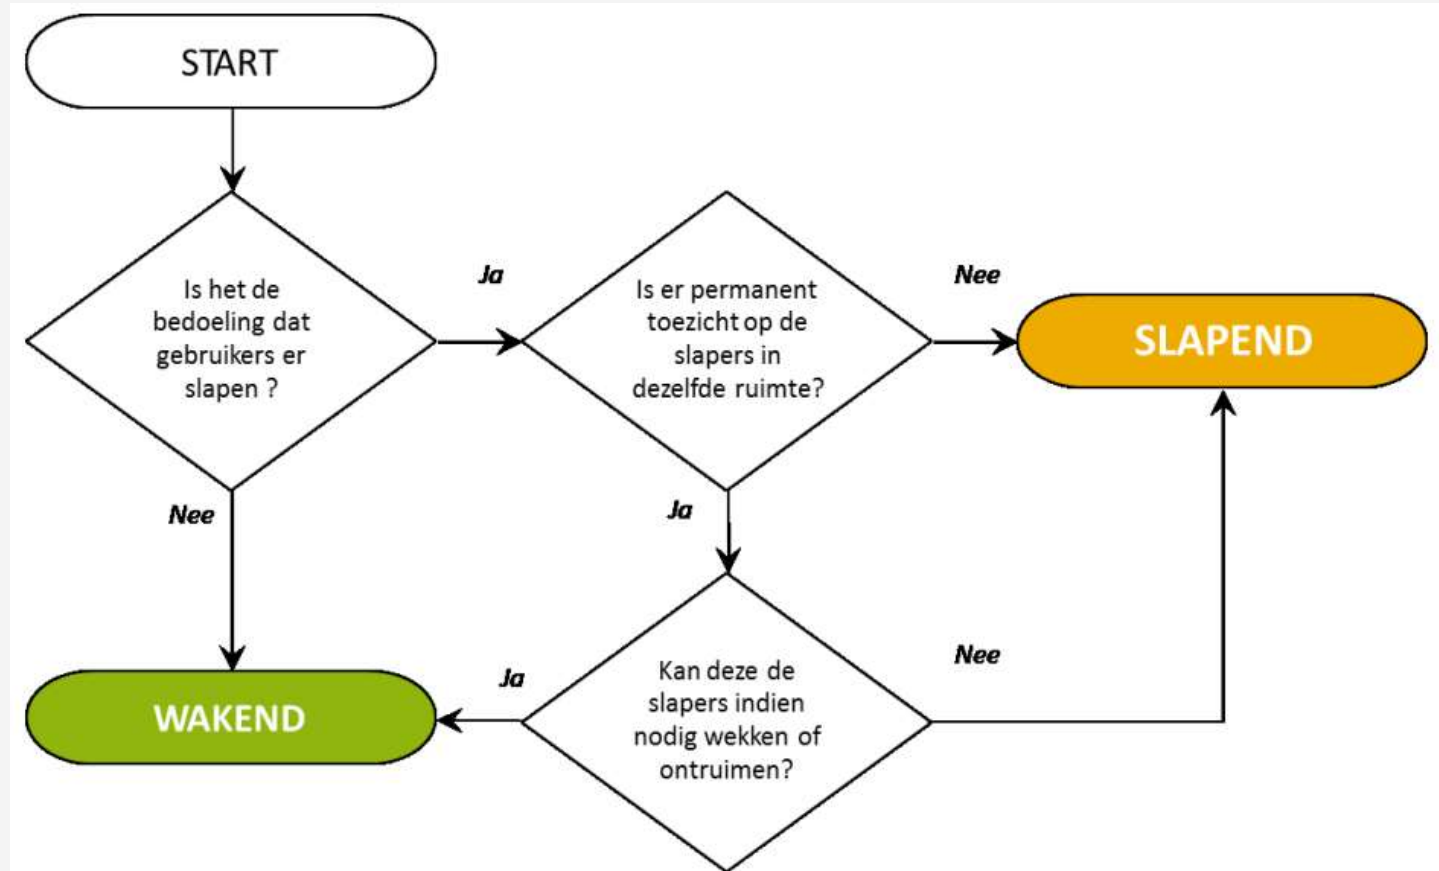 START
Is het de
bedoeling dat
gebruikers er
slapen ?
Ja
Is er permanent
toezicht op de
slapers in
dezelfde ruimte?
Nee
SLAPEND
Nee
Ja
WAKEND
Ja
Kan deze de
slapers indien
nodig wekken of
ontruimen?
Nee